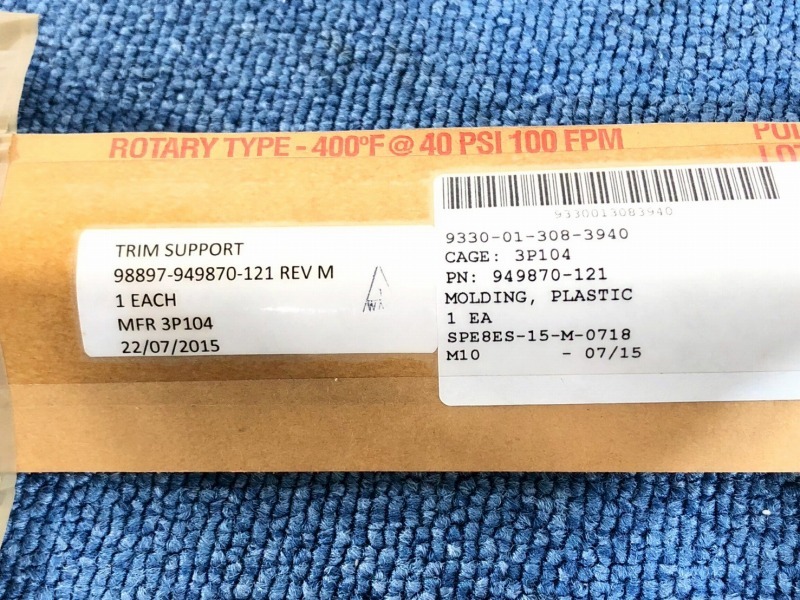 ROTARY TYPE - 400ºF @ 40 PSI 100 FPM
TRIM SUPPORT
98897-949870-121 REV M
1 EACH
MFR 3P104
22/07/2015
9330013083940
9330-01-308-3940
CAGE: 3P104
PN: 949870-121
MOLDING, PLASTIC
1 EA
SPE8ES-15-M-0718
M10 - 07/15